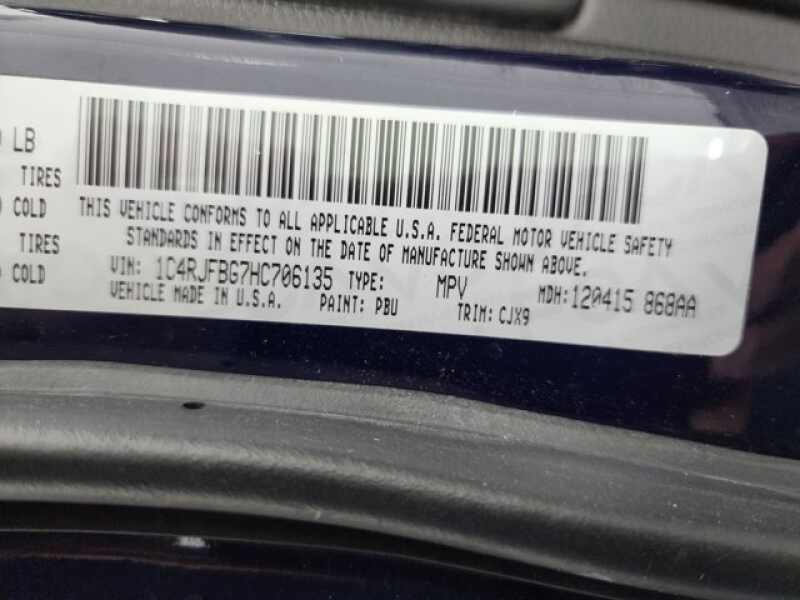 LB
TIRES
COLD
TIRES
COLD
THIS VEHICLE CONFORMS TO ALL APPLICABLE U.S.A. FEDERAL MOTOR VEHICLE SAFETY
STANDARDS IN EFFECT ON THE DATE OF MANUFACTURE SHOWN ABOVE.
VIN: 1C4RJFBG7HC706135 TYPE: MPV MDH:120415 868AA
VEHICLE MADE IN U.S.A. PAINT: PBU TRIM: CJX9